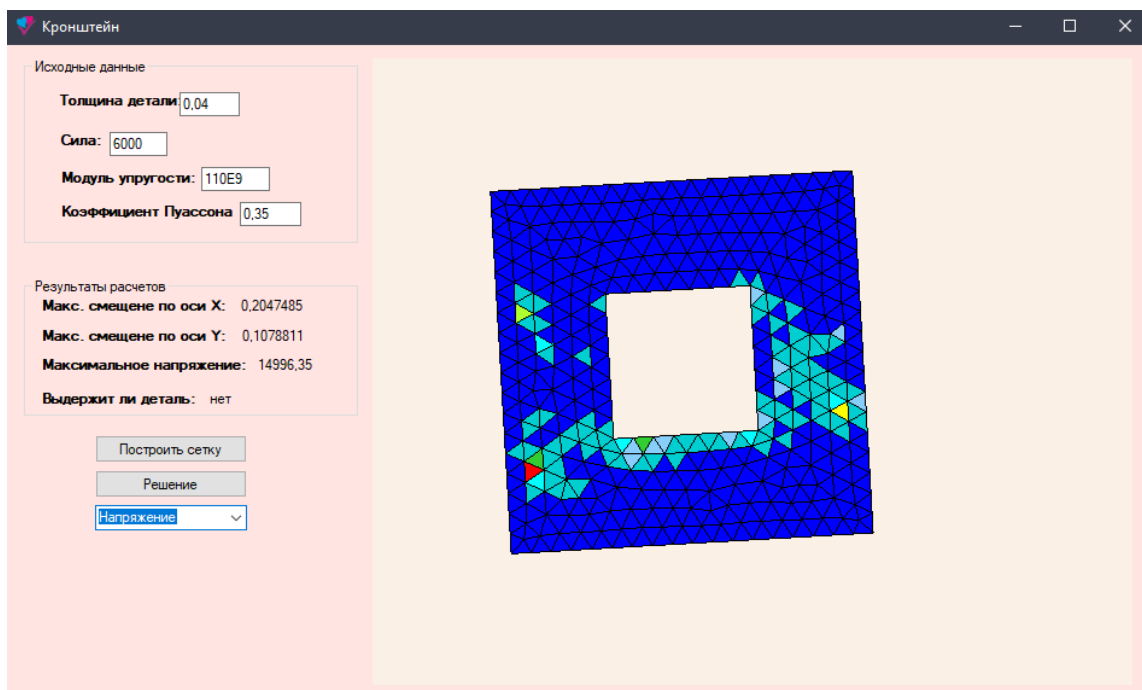 Кронштейн
Исходные данные
Толщина детали: 0,04
Сила: 6000
Модуль упругости: 110E9
Коэффициент Пуассона 0,35
Результаты расчетов
Макс. смещене по оси X: 0,2047485
Макс. смещене по оси Y: 0,1078811
Максимальное напряжение: 14996,35
Выдержит ли деталь: нет
Построить сетку
Решение
Напряжение